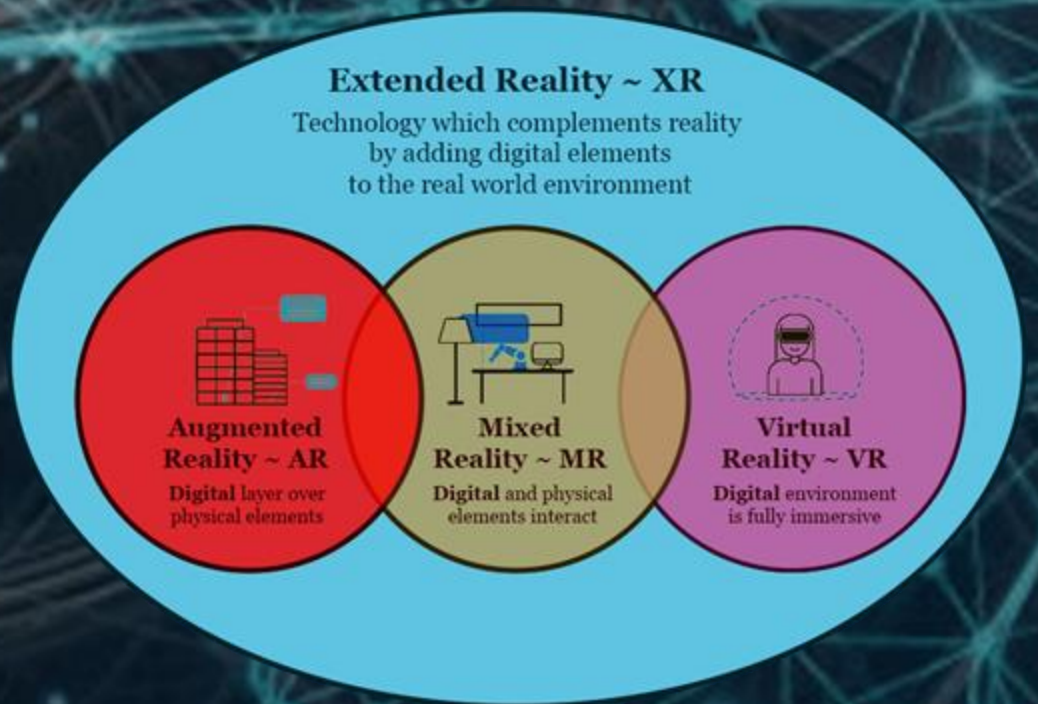 Extended Reality ~ XR
Technology which complements reality
by adding digital elements
to the real world environment
Augmented
Reality ~ AR
Digital layer over
physical elements
Mixed
Reality ~ MR
Digital and physical
elements interact
Virtual
Reality ~ VR
Digital environment
is fully immersive